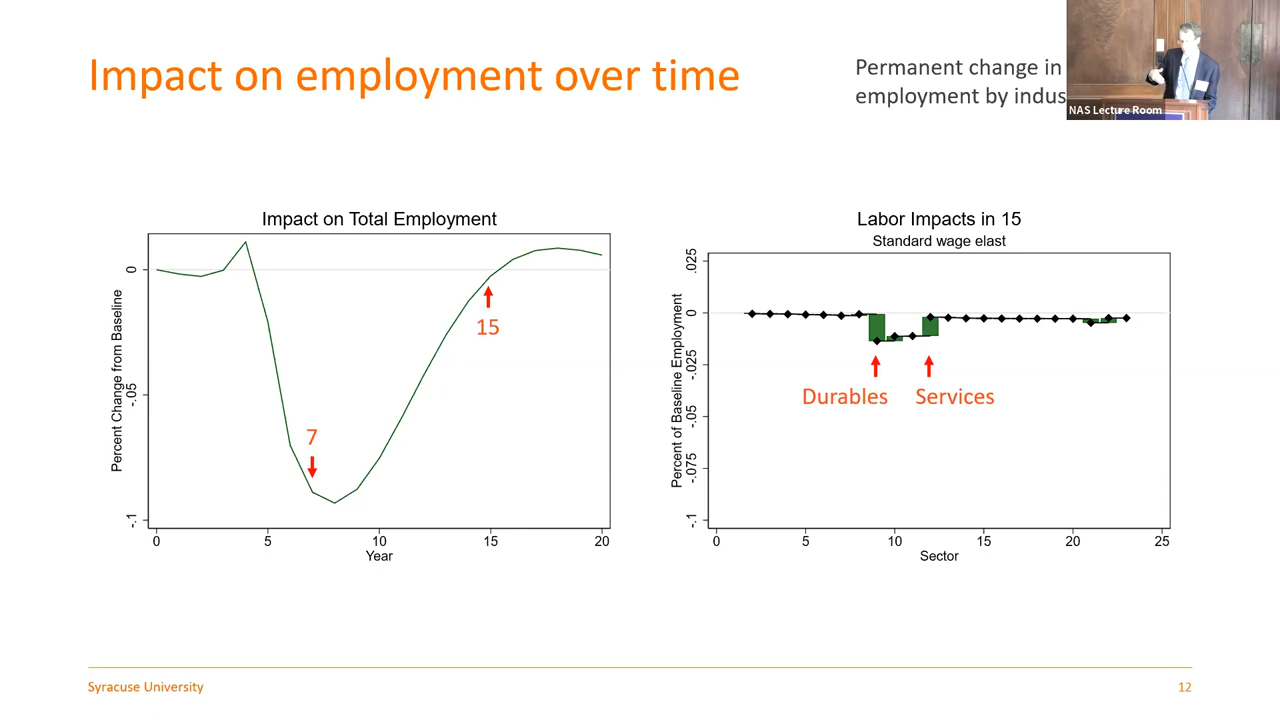 Impact on employment over time
Permanent change in
employment by indus
NAS Lecture Room
Impact on Total Employment
Percent Change from Baseline
0
-.05
-.1
7
15
0
5
10
15
20
Year
Labor Impacts in 15
Standard wage elast
Percent of Baseline Employment
.025
0
-.025
-.05
-.075
-.1
Durables
Services
0
5
10
15
20
25
Sector
Syracuse University
12